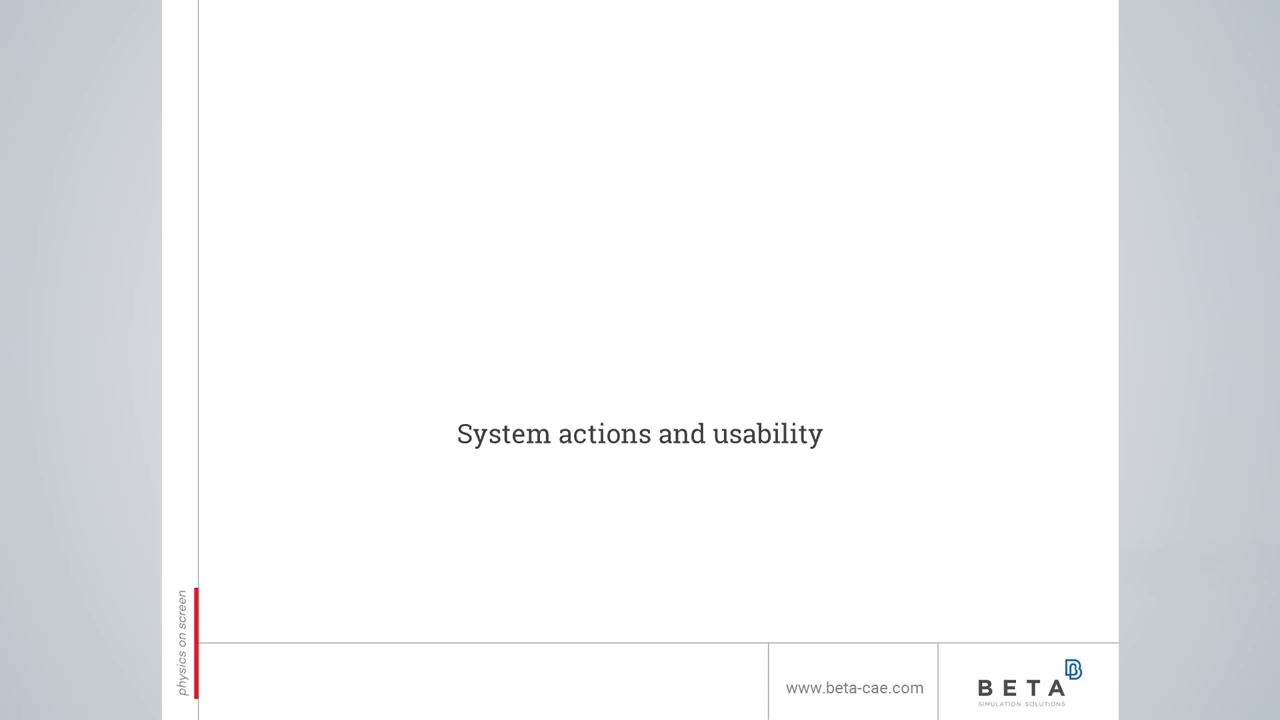 System actions and usability
physics on screen
www.beta-cae.com
BETA
SIMULATION SOLUTIONS